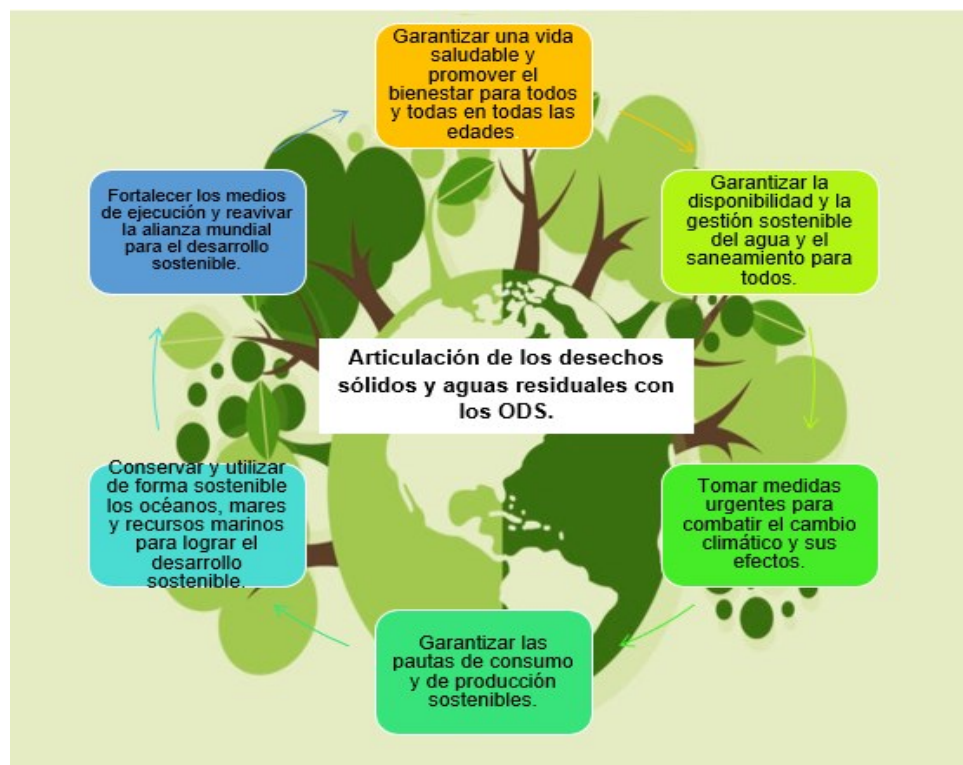 Garantizar una vida
saludable y
promover el
bienestar para todos
y todas en todas las
edades
Garantizar la
disponibilidad y la
gestión sostenible
del agua y el
saneamiento para
todos.
Tomar medidas
urgentes para
combatir el cambio
climático y sus
efectos.
Garantizar las
pautas de consumo
y de producción
sostenibles.
Conservar y utilizar
de forma sostenible
los océanos, mares
y recursos marinos
para lograr el
desarrollo
sostenible.
Fortalecer los medios
de ejecución y reavivar
la alianza mundial
para el desarrollo
sostenible.
Articulación de los desechos
sólidos y aguas residuales con
los ODS.